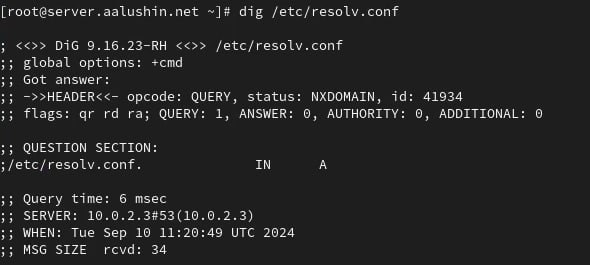 [root@server.aalushin.net ~]# dig /etc/resolv.conf
; <<>> DiG 9.16.23-RH <<>> /etc/resolv.conf
;; global options: +cmd
;; Got answer:
;; ->>HEADER<<- opcode: QUERY, status: NXDOMAIN, id: 41934
;; flags: qr rd ra; QUERY: 1, ANSWER: 0, AUTHORITY: 0, ADDITIONAL: 0
;; QUESTION SECTION:
;/etc/resolv.conf. IN A
;; Query time: 6 msec
;; SERVER: 10.0.2.3#53(10.0.2.3)
;; WHEN: Tue Sep 10 11:20:49 UTC 2024
;; MSG SIZE rcvd: 34